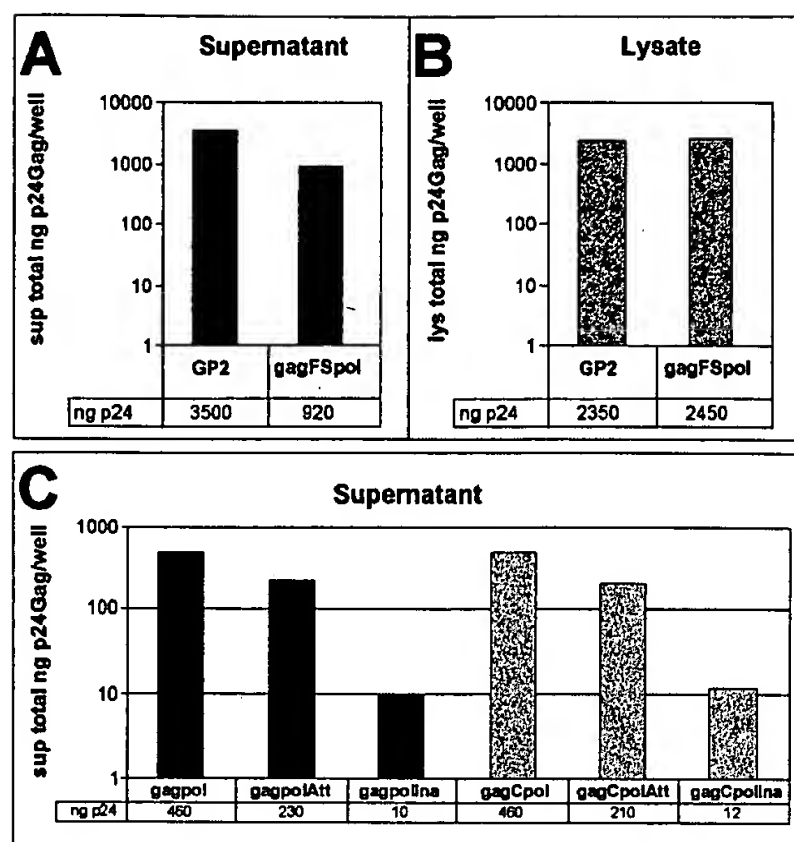 A
Supernatant
sup total ng p24Gag/well
10000
1000
100
10
1
GP2 gagFSpol
ng p24 3500 920
B
Lysate
lys total ng p24Gag/well
10000
1000
100
10
1
GP2 gagFSpol
ng p24 2350 2450
C
Supernatant
sup total ng p24Gag/well
1000
100
10
1
gagpol gagpolAtt gagpolIna gagCpol gagCpolAtt gagCpolIna
ng p24 460 230 10 460 210 12